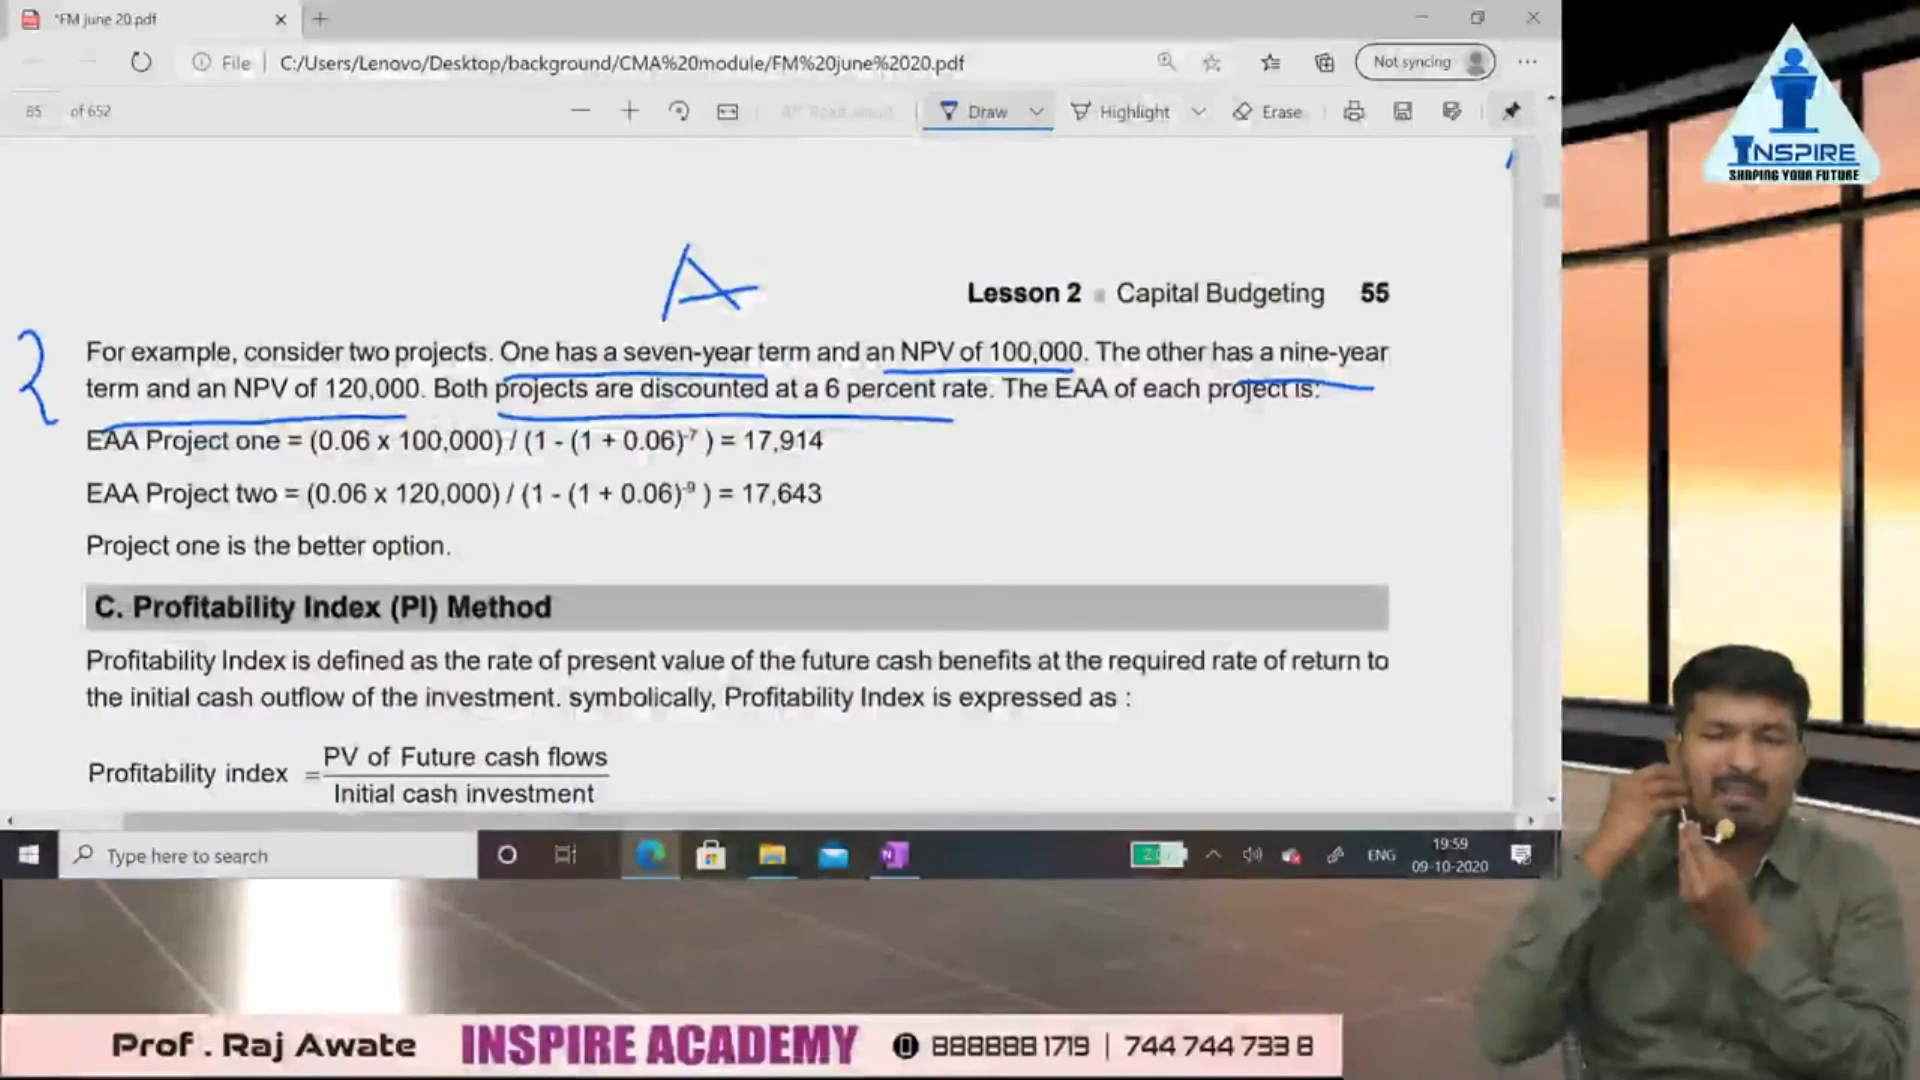 *FM june 20.pdf
File
C:/Users/Lenovo/Desktop/background/CMA%20module/FM%20june%2020.pdf
Not syncing
85 of 652
Read aloud
Draw
Highlight
Erase
INSPIRE
SHAPING YOUR FUTURE
A
Lesson 2 ■ Capital Budgeting 55
For example, consider two projects. One has a seven-year term and an NPV of 100,000. The other has a nine-year
term and an NPV of 120,000. Both projects are discounted at a 6 percent rate. The EAA of each project is:
EAA Project one = (0.06 x 100,000) / (1 - (1 + 0.06)⁻⁷ ) = 17,914
EAA Project two = (0.06 x 120,000) / (1 - (1 + 0.06)⁻⁹ ) = 17,643
Project one is the better option.
C. Profitability Index (PI) Method
Profitability Index is defined as the rate of present value of the future cash benefits at the required rate of return to
the initial cash outflow of the investment. symbolically, Profitability Index is expressed as :
Profitability index = PV of Future cash flows
Initial cash investment
Type here to search
ENG
19:59
09-10-2020
Prof . Raj Awate INSPIRE ACADEMY 888888 1719 | 744 744 733 8